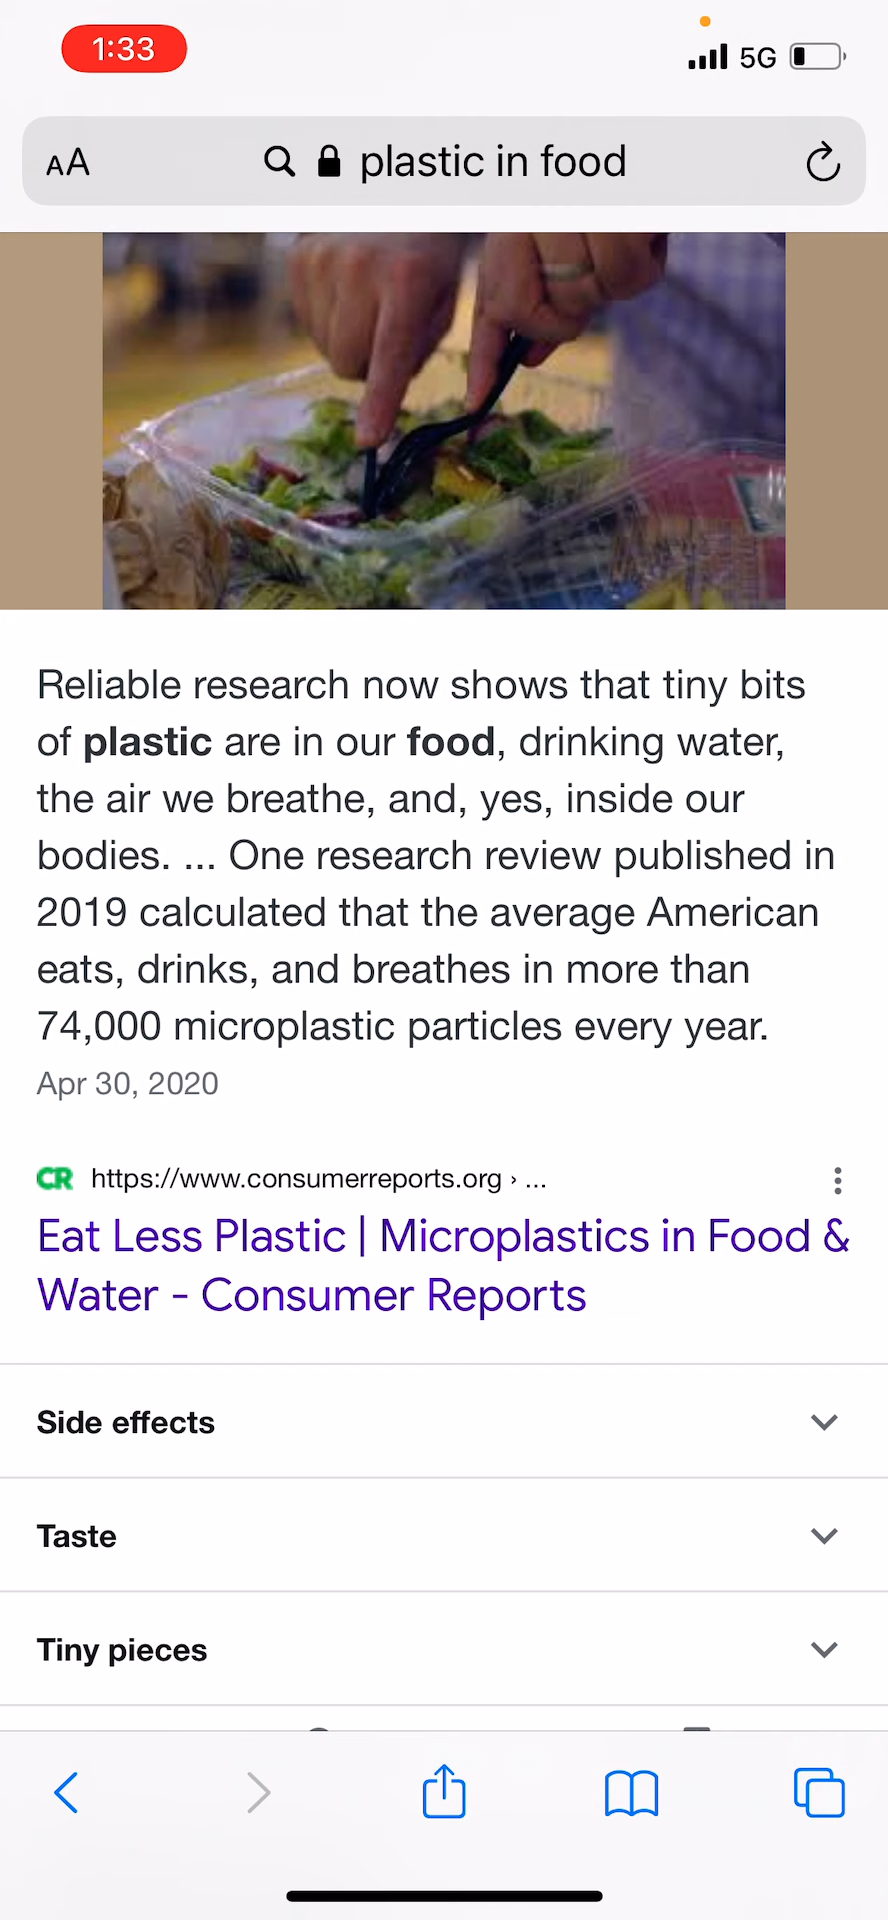 1:33
5G
AA plastic in food
Reliable research now shows that tiny bits
of plastic are in our food, drinking water,
the air we breathe, and, yes, inside our
bodies. ... One research review published in
2019 calculated that the average American
eats, drinks, and breathes in more than
74,000 microplastic particles every year.
Apr 30, 2020
CR https://www.consumerreports.org › ...
Eat Less Plastic | Microplastics in Food &
Water - Consumer Reports
Side effects
Taste
Tiny pieces